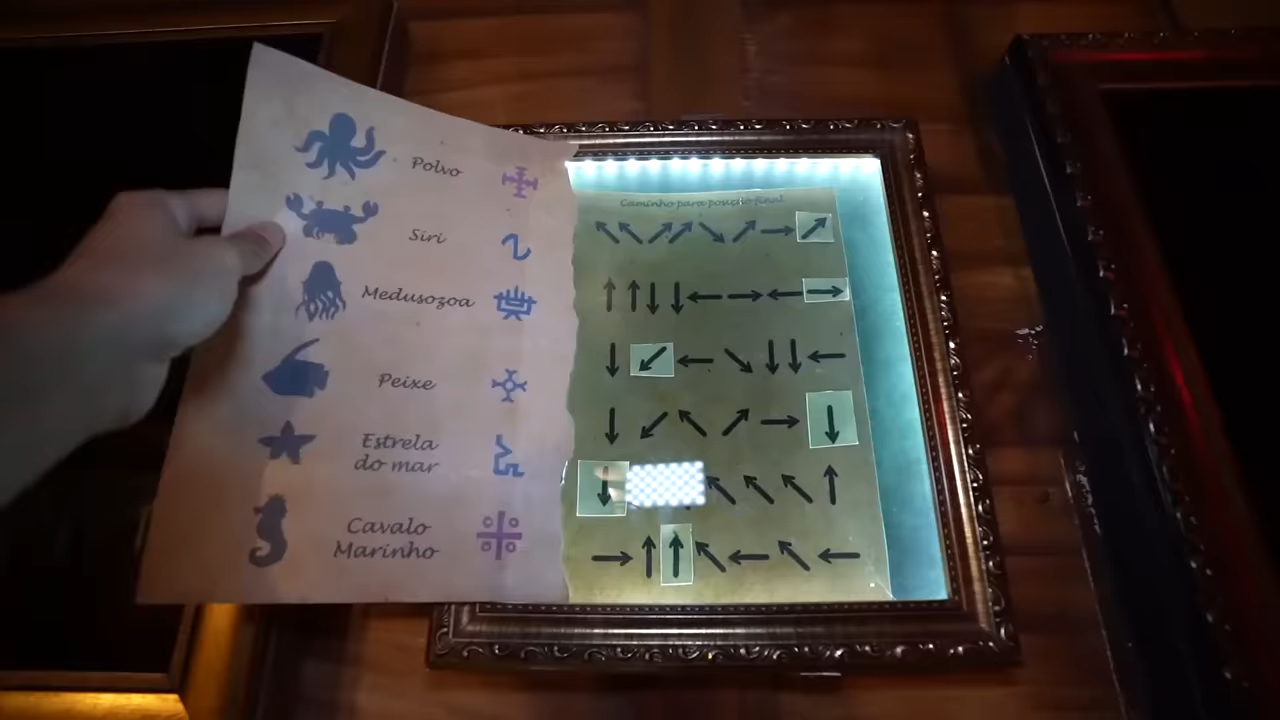 Caminho para posição final
Polvo
Siri
Medusozoa
Peixe
Estrela
do mar
Cavalo
Marinho